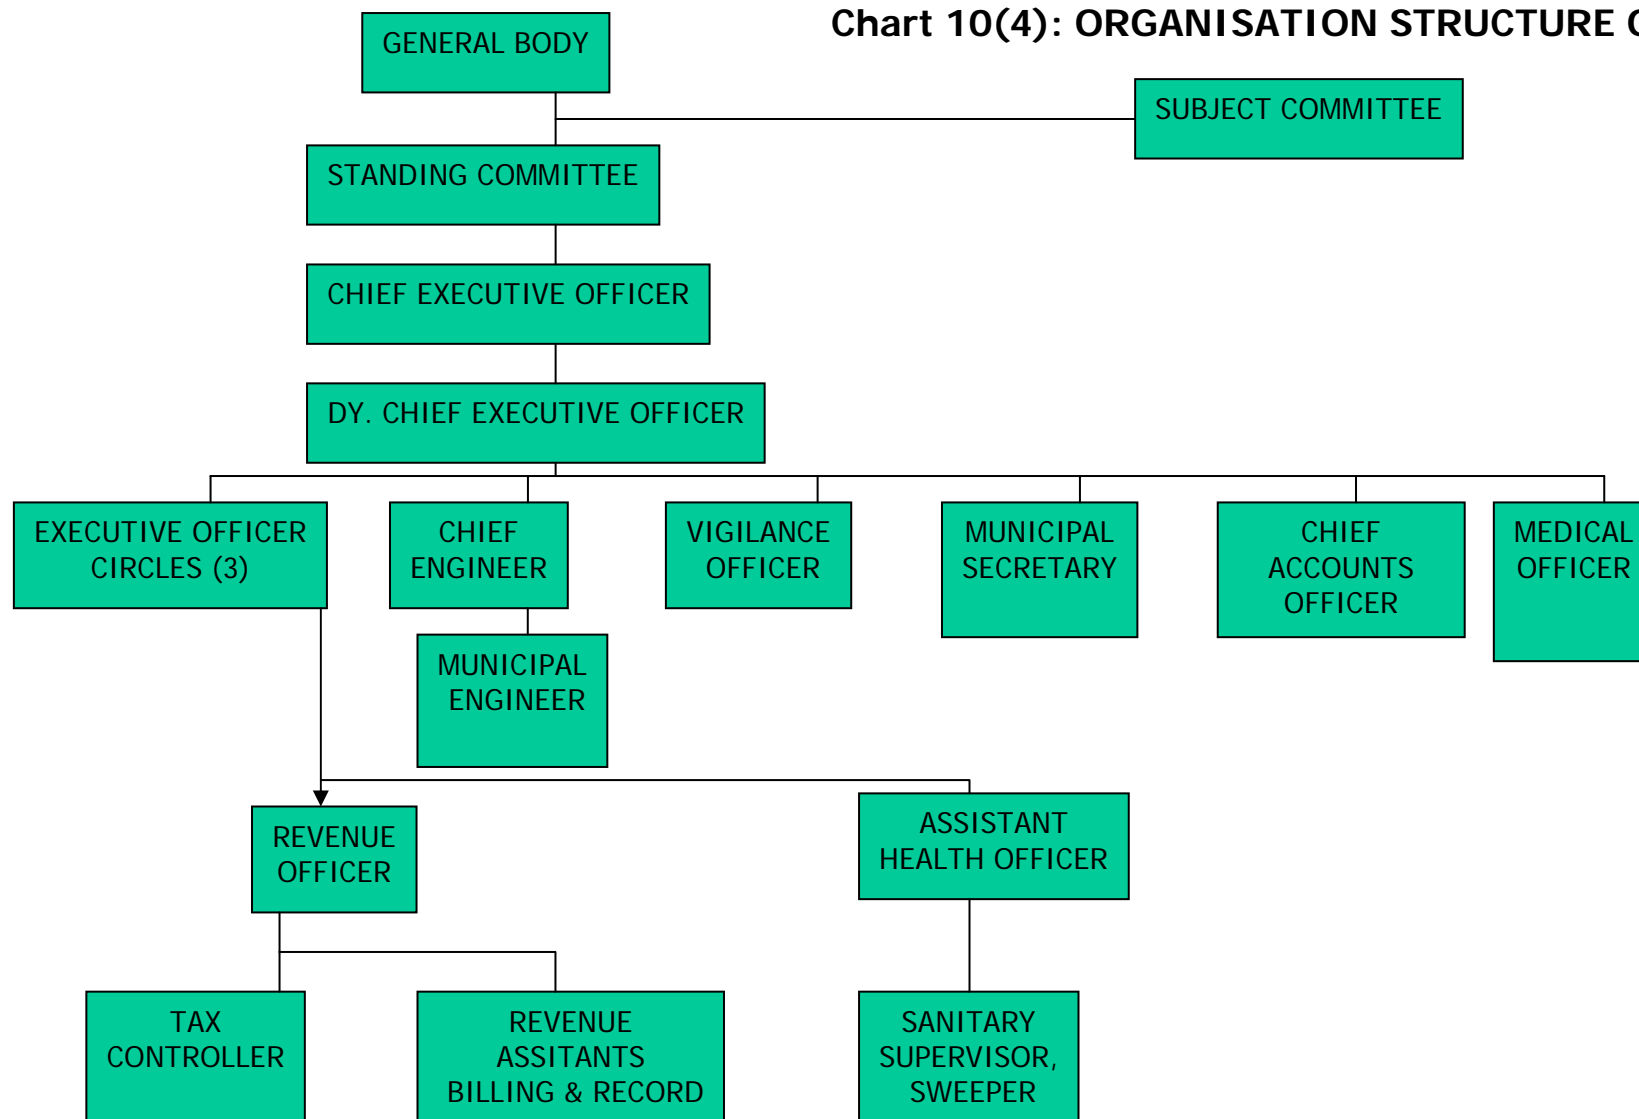 Chart 10(4): ORGANISATION STRUCTURE
GENERAL BODY
SUBJECT COMMITTEE
STANDING COMMITTEE
CHIEF EXECUTIVE OFFICER
DY. CHIEF EXECUTIVE OFFICER
EXECUTIVE OFFICER
CIRCLES (3)
CHIEF
ENGINEER
VIGILANCE
OFFICER
MUNICIPAL
SECRETARY
CHIEF
ACCOUNTS
OFFICER
MEDICAL
OFFICER
MUNICIPAL
ENGINEER
REVENUE
OFFICER
ASSISTANT
HEALTH OFFICER
TAX
CONTROLLER
REVENUE
ASSITANTS
BILLING & RECORD
SANITARY
SUPERVISOR,
SWEEPER